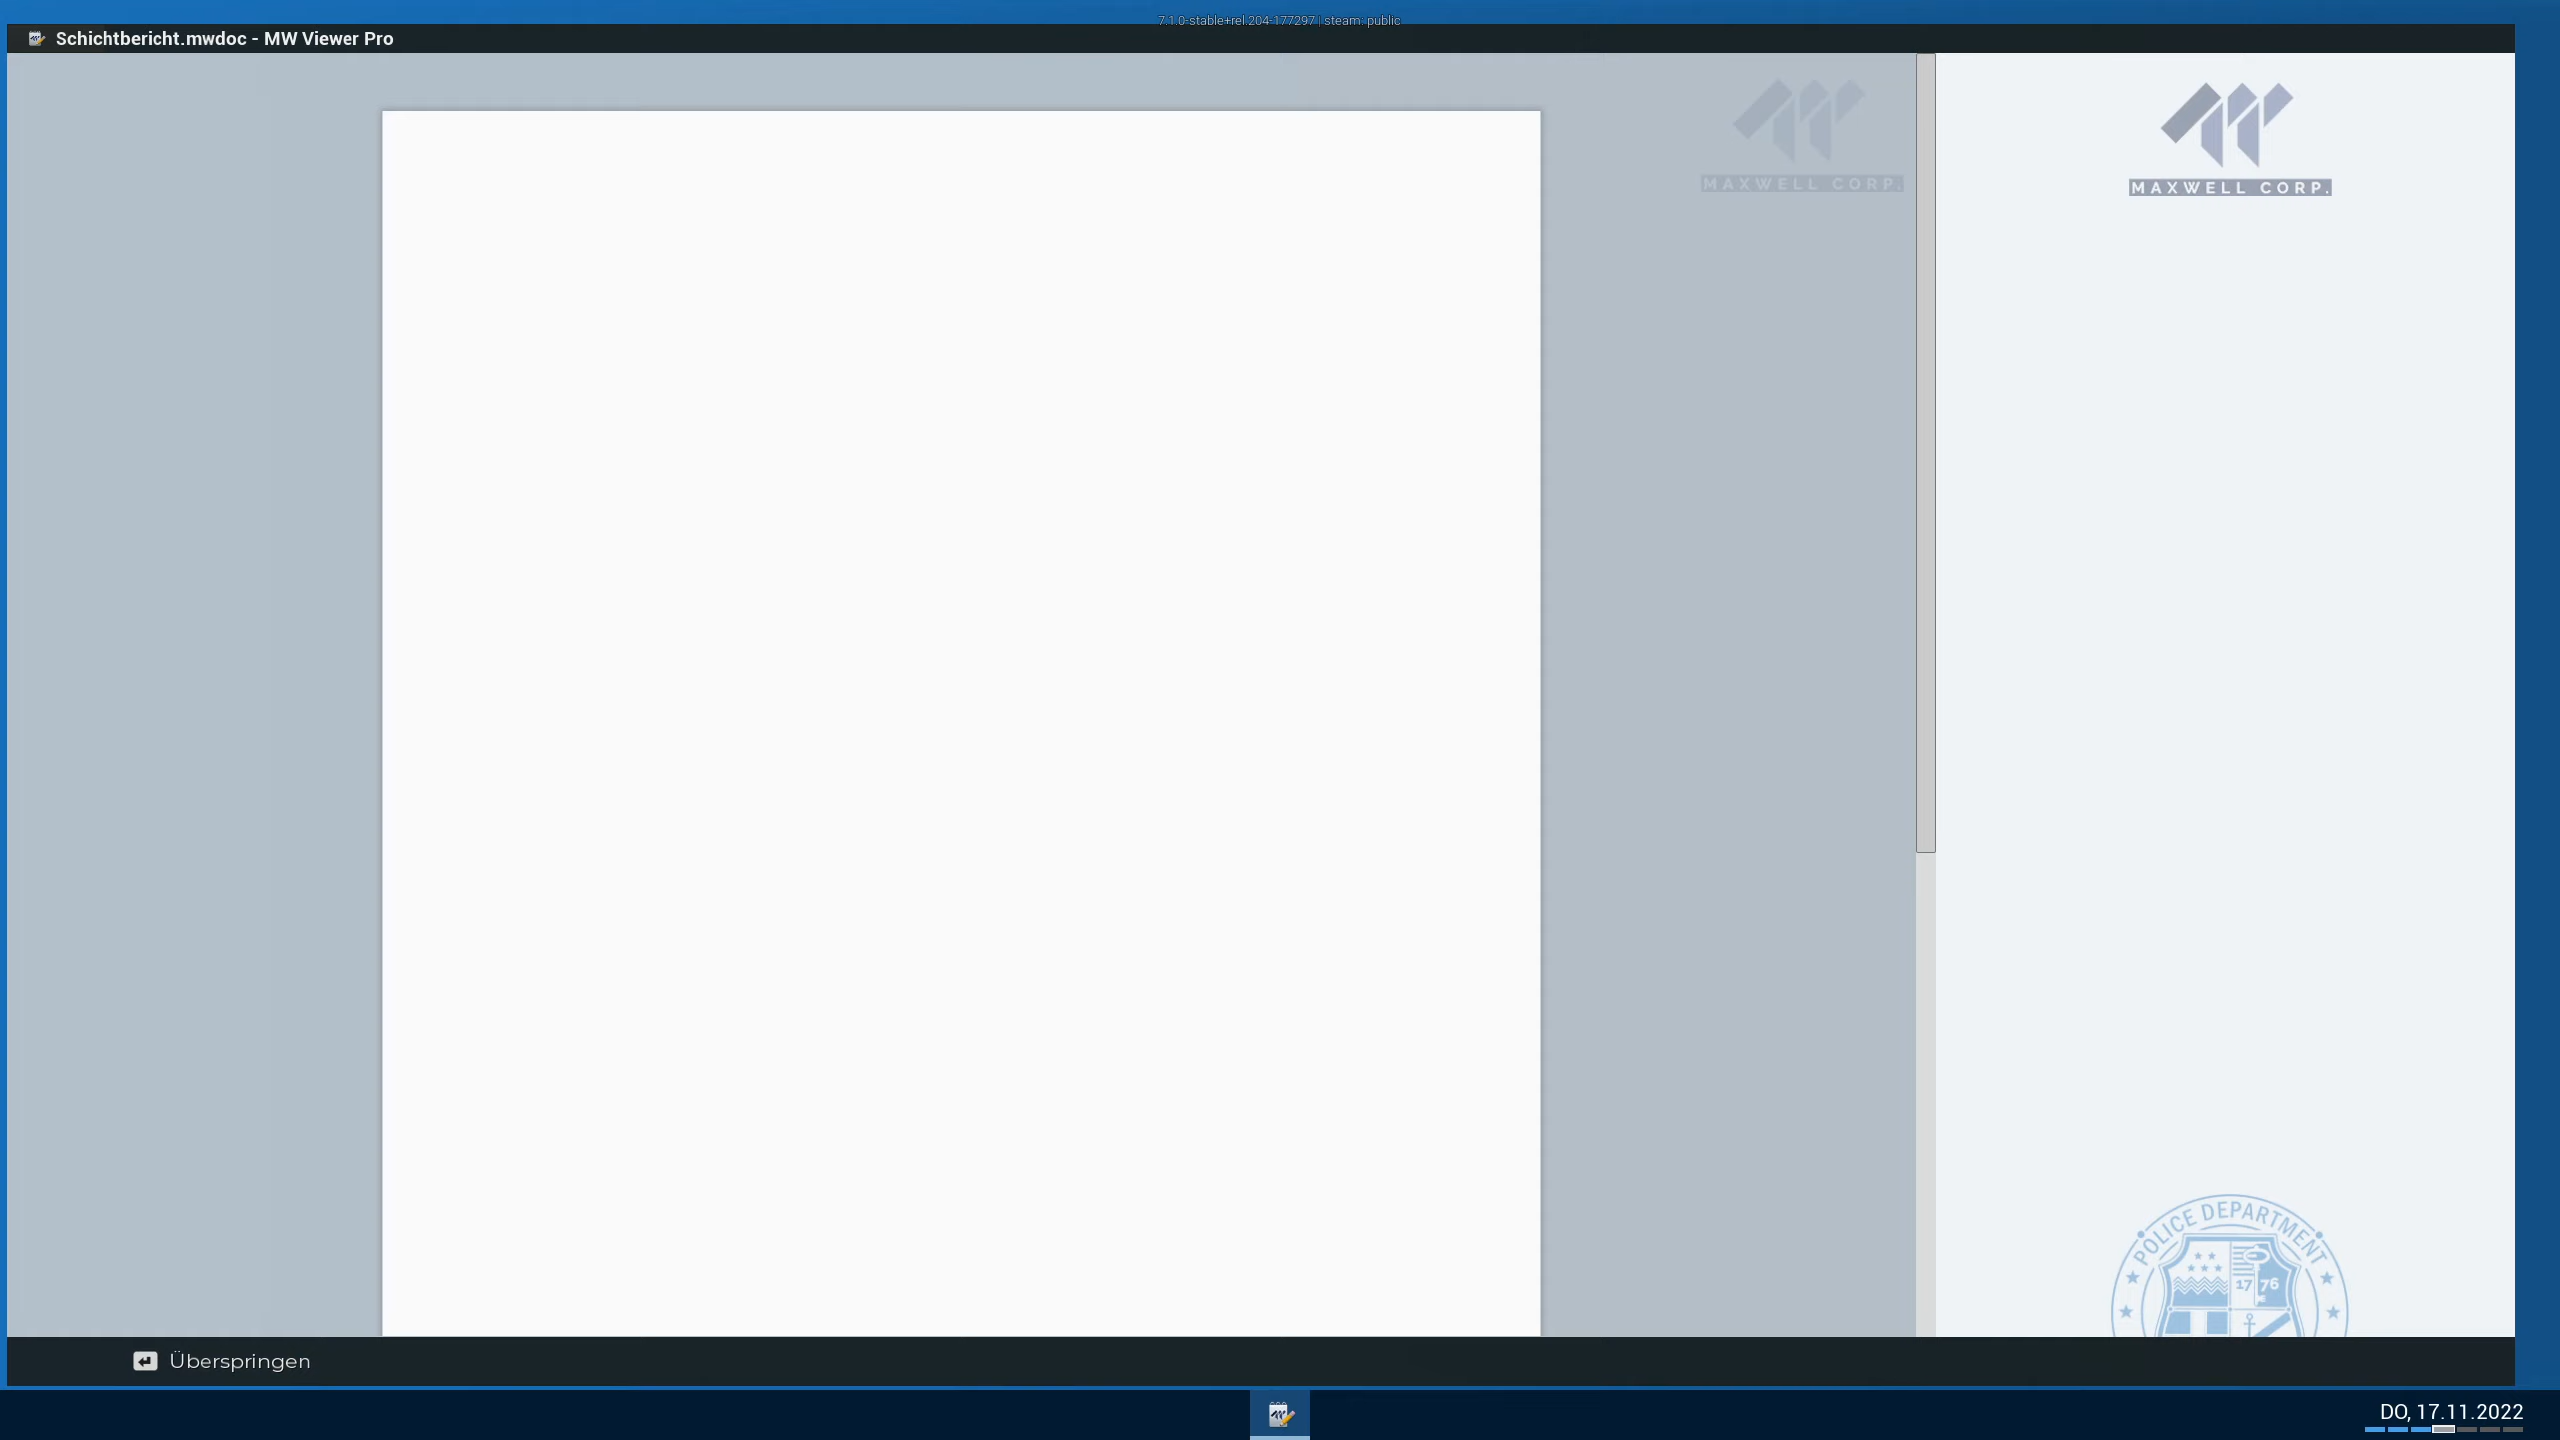 7.1.0-stable+rel.204-177297 | steam: public
Schichtbericht.mwdoc - MW Viewer Pro
MAXWELL CORP.
MAXWELL CORP.
POLICE DEPARTMENT
17 76
Überspringen
DO, 17.11.2022